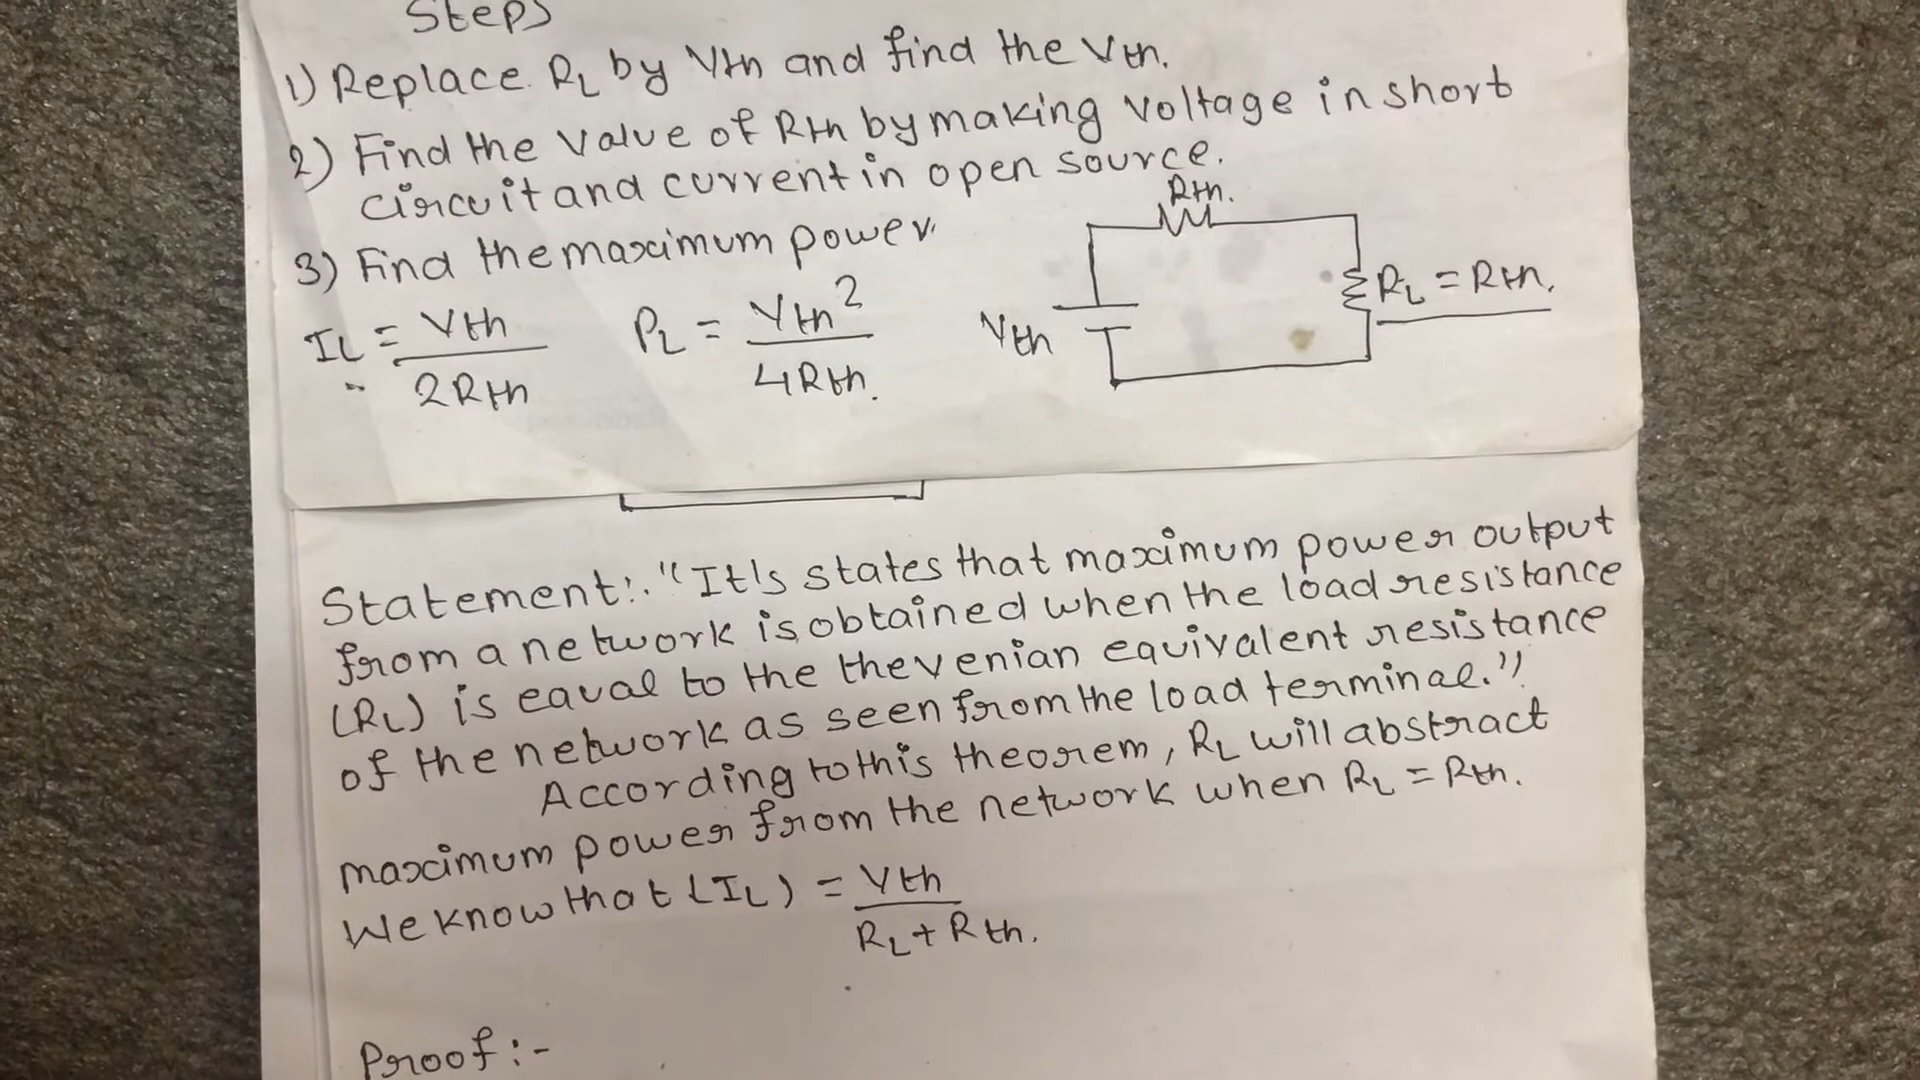 Steps
1) Replace RL by Vth and find the Vth.
2) Find the value of Rth by making voltage in short
circuit and current in open source.
Rth.
3) Find the maximum power.
IL = Vth / 2Rth PL = Vth² / 4Rth.
Vth
RL = Rth.
Statement:. "It's states that maximum power output
from a network is obtained when the load resistance
(RL) is eaual to the thevenian equivalent resistance
of the network as seen from the load terminal."
According to this theorem, RL will abstract
maximum power from the network when RL = Rth.
We know that (IL) = Vth / RL + Rth.
Proof:-